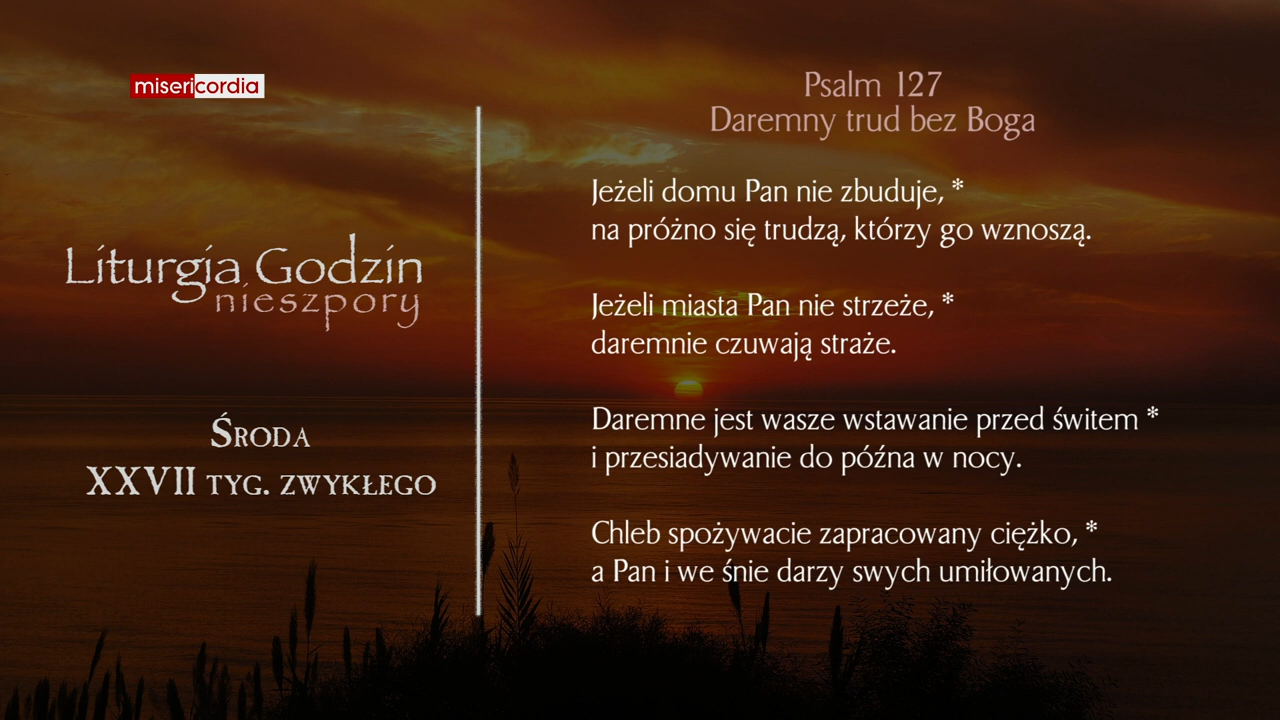 misericordia
Liturgia Godzin
nieszpory
Środa
XXVII tyg. zwykłego
Psalm 127
Daremny trud bez Boga
Jeżeli domu Pan nie zbuduje, *
na próżno się trudzą, którzy go wznoszą.
Jeżeli miasta Pan nie strzeże, *
daremnie czuwają straże.
Daremne jest wasze wstawanie przed świtem *
i przesiadywanie do późna w nocy.
Chleb spożywacie zapracowany ciężko, *
a Pan i we śnie darzy swych umiłowanych.